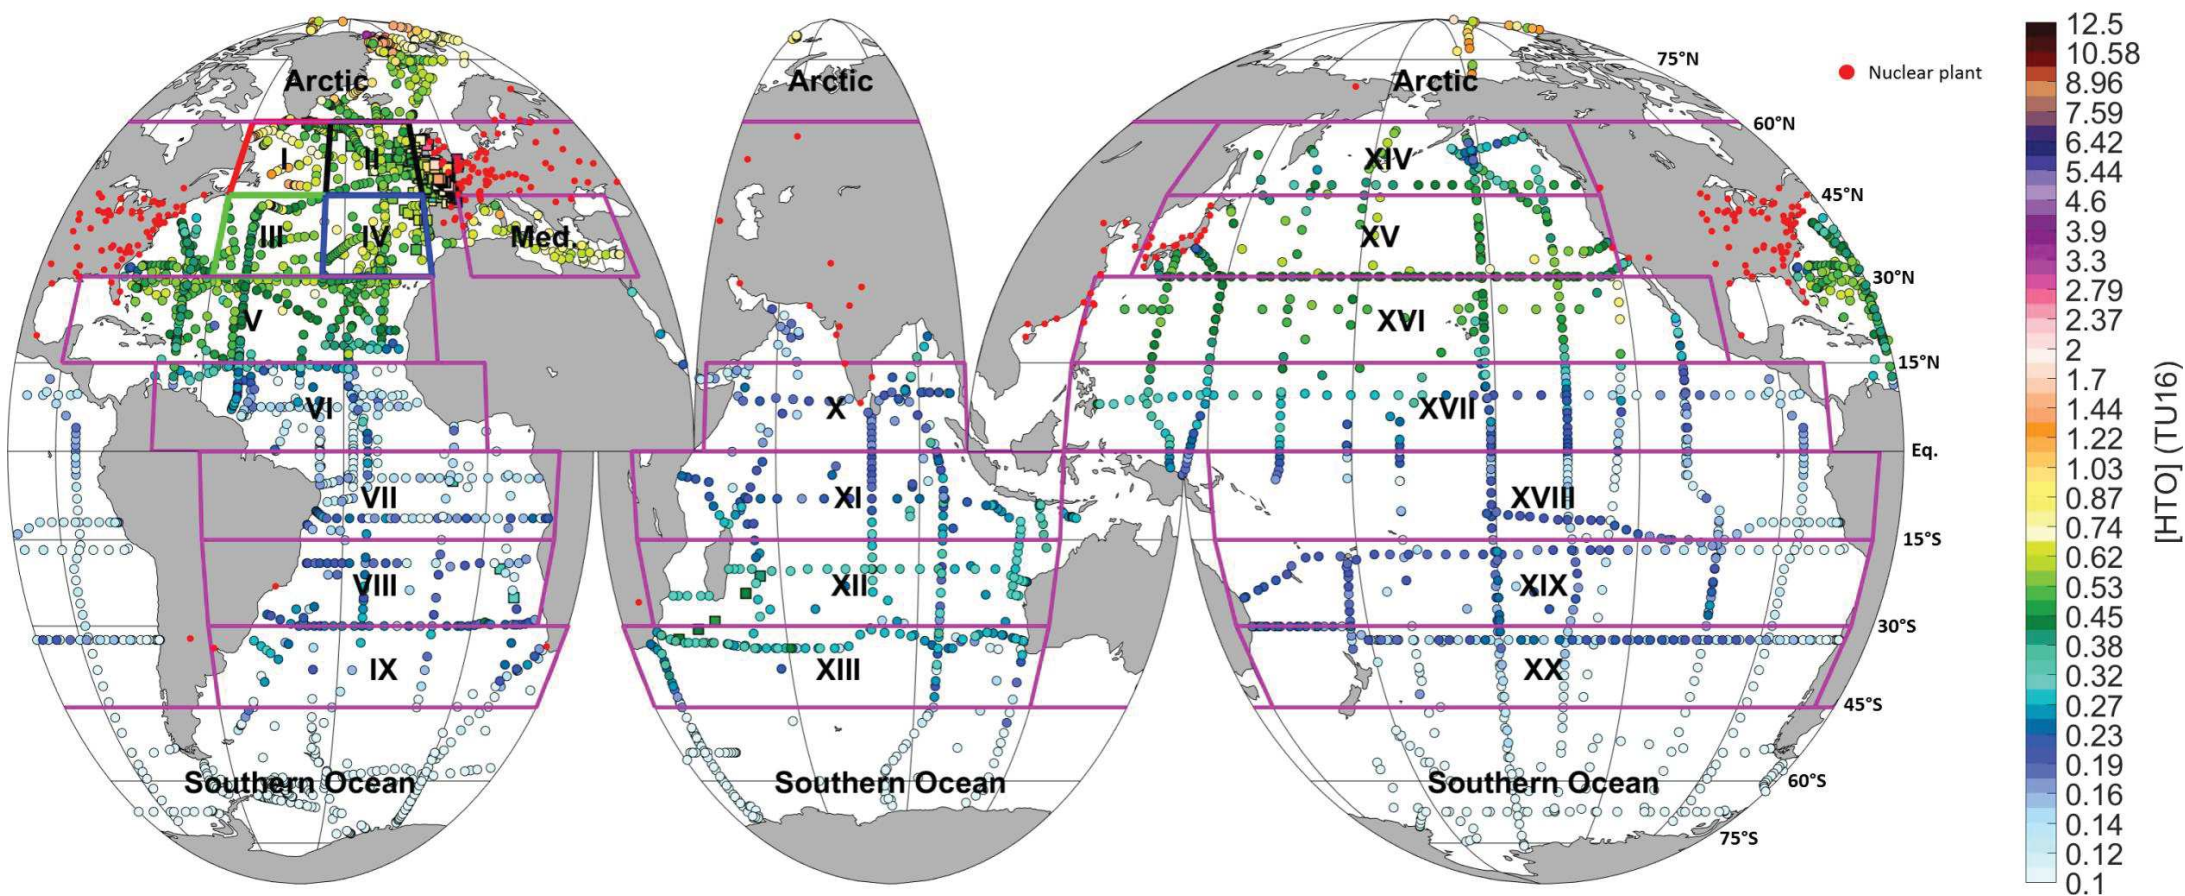 Arctic
Arctic
Arctic
75°N
Nuclear plant
60°N
I
II
XIV
45°N
III
IV
Med.
XV
30°N
V
XVI
15°N
VI
X
XVII
Eq.
VII
XI
XVIII
15°S
VIII
XII
XIX
30°S
IX
XIII
XX
45°S
Southern Ocean
Southern Ocean
Southern Ocean
60°S
75°S
12.5
10.58
8.96
7.59
6.42
5.44
4.6
3.9
3.3
2.79
2.37
2
1.7
1.44
1.22
1.03
0.87
0.74
0.62
0.53
0.45
0.38
0.32
0.27
0.23
0.19
0.16
0.14
0.12
0.1
[HTO] (TU16)